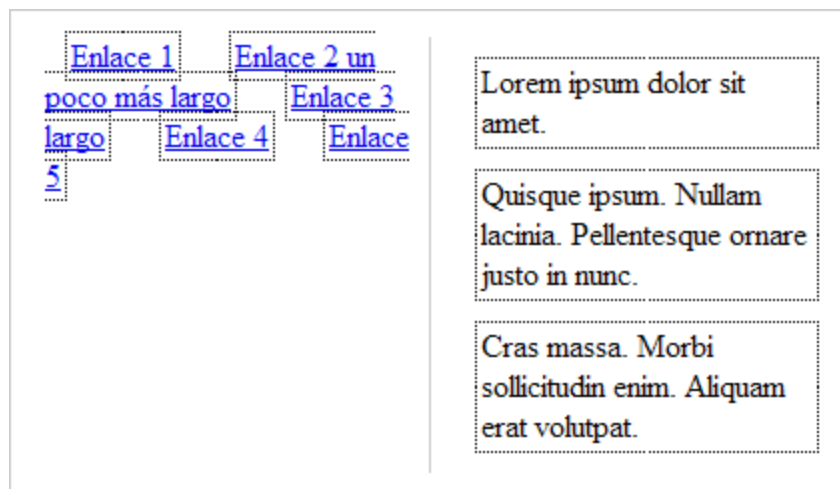 Enlace 1 Enlace 2 un
poco más largo Enlace 3
largo Enlace 4 Enlace
5
Lorem ipsum dolor sit
amet.
Quisque ipsum. Nullam
lacinia. Pellentesque ornare
justo in nunc.
Cras massa. Morbi
sollicitudin enim. Aliquam
erat volutpat.